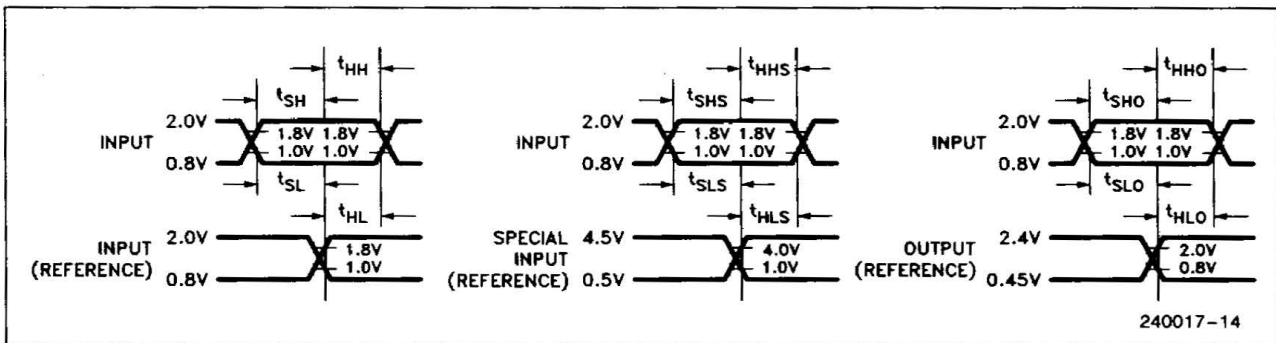 tHH tHHS tHHO
tSH tSHS tSHO
INPUT 2.0V 1.8V 1.8V INPUT 2.0V 1.8V 1.8V INPUT 2.0V 1.8V 1.8V
0.8V 1.0V 1.0V 0.8V 1.0V 1.0V 0.8V 1.0V 1.0V
tSL tSLS tSLO
tHL tHLS tHLO
INPUT (REFERENCE) 2.0V 1.8V SPECIAL INPUT (REFERENCE) 4.5V 4.0V OUTPUT (REFERENCE) 2.4V 2.0V
0.8V 1.0V 0.5V 1.0V 0.45V 0.8V
240017-14